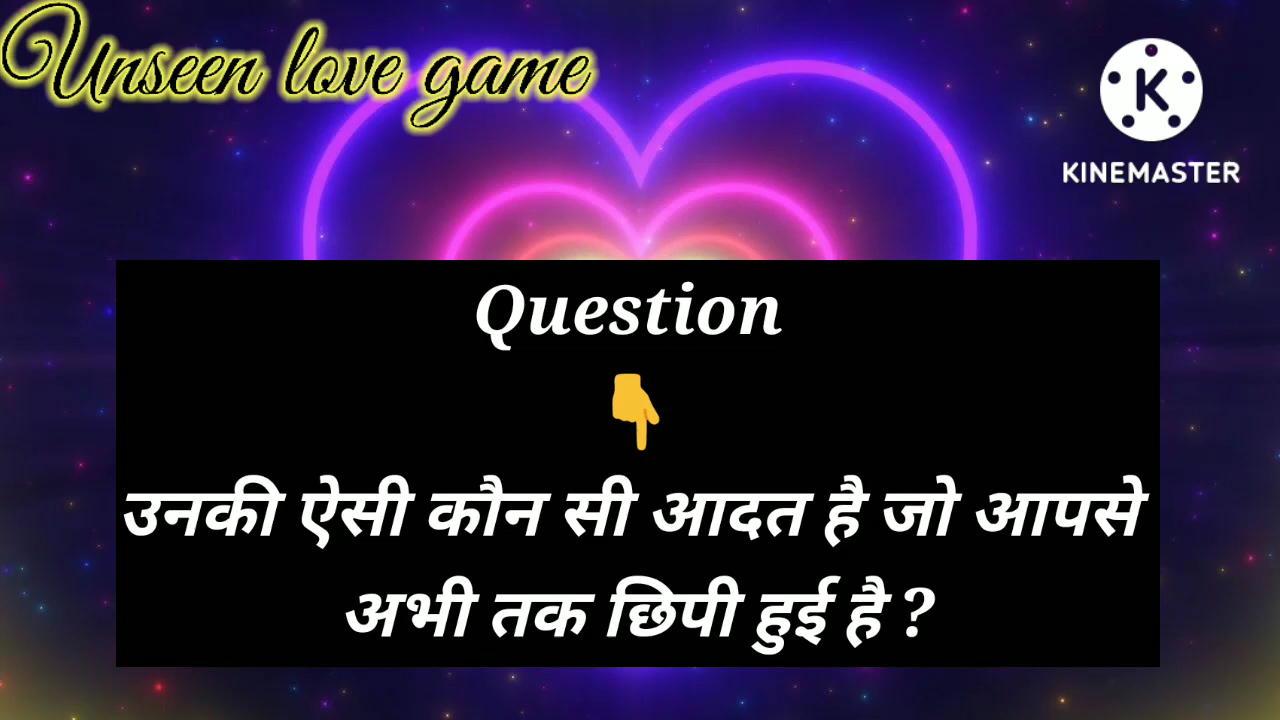 Unseen love game
KINEMASTER
Question
👇
उनकी ऐसी कौन सी आदत है जो आपसे
अभी तक छिपी हुई है ?